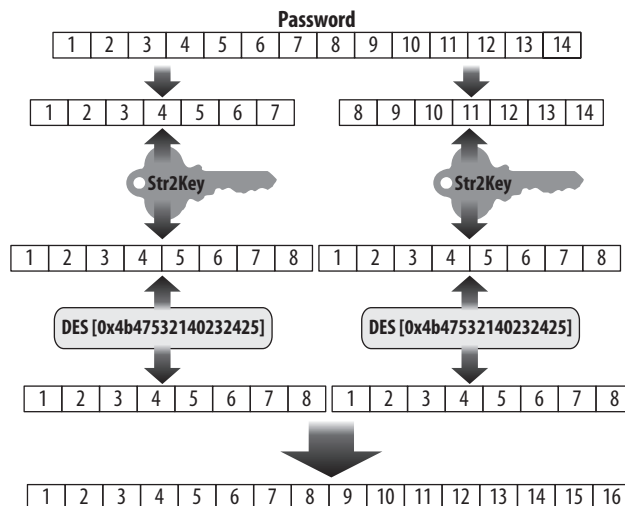 Password
1 2 3 4 5 6 7 8 9 10 11 12 13 14
1 2 3 4 5 6 7 8 9 10 11 12 13 14
Str2Key Str2Key
1 2 3 4 5 6 7 8 1 2 3 4 5 6 7 8
DES [0x4b47532140232425] DES [0x4b47532140232425]
1 2 3 4 5 6 7 8 1 2 3 4 5 6 7 8
1 2 3 4 5 6 7 8 9 10 11 12 13 14 15 16